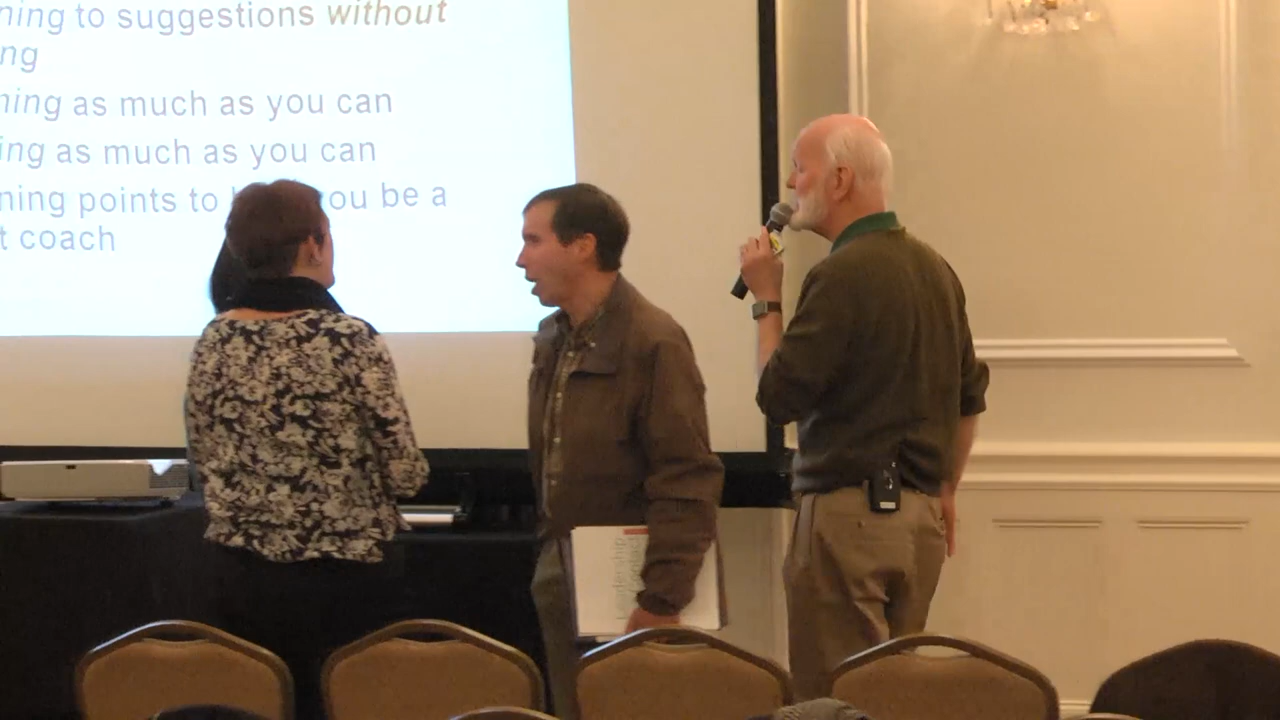 ning to suggestions without
ng
ning as much as you can
ing as much as you can
ning points to you be a
t coach